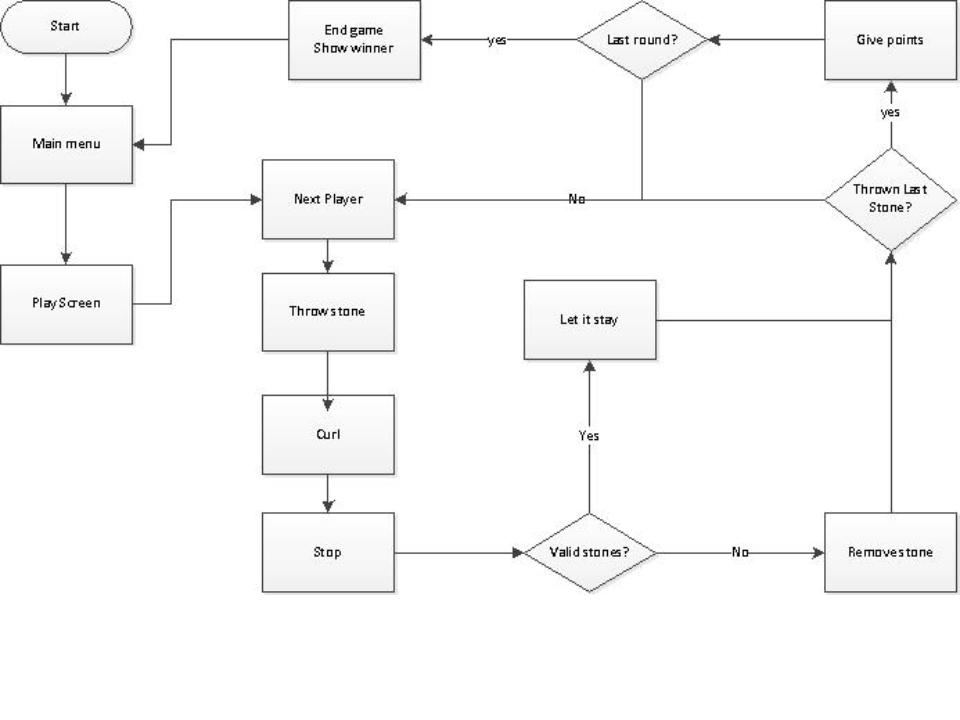 Start
End game
Show winner
yes
Last round?
Give points
yes
Main menu
Next Player
No
Thrown Last
Stone?
Play Screen
Throw stone
Let it stay
Curl
Yes
Stop
Valid stones?
No
Remove stone